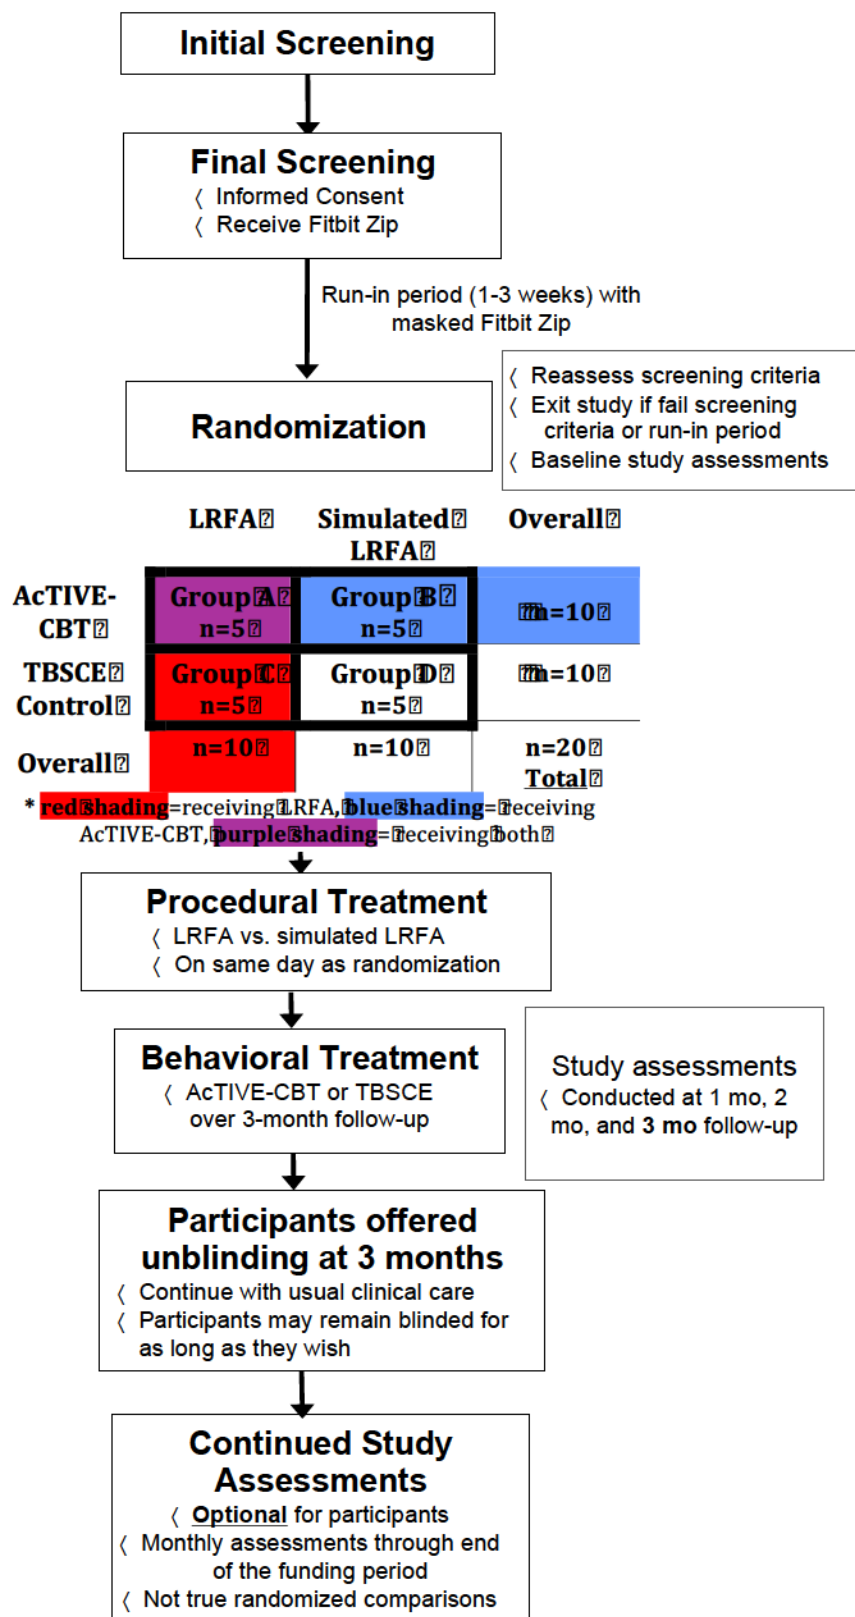 Initial Screening
Final Screening
〈 Informed Consent
〈 Receive Fitbit Zip
Run-in period (1-3 weeks) with
masked Fitbit Zip
Randomization
〈 Reassess screening criteria
〈 Exit study if fail screening
criteria or run-in period
〈 Baseline study assessments
LRFA⍰ Simulated⍰ Overall⍰
LRFA⍰
AcTIVE-
CBT⍰
Group⍰A⍰
n=5⍰
Group⍰B⍰
n=5⍰
⍰⍰n=10⍰
TBSCE⍰
Control⍰
Group⍰C⍰
n=5⍰
Group⍰D⍰
n=5⍰
⍰⍰n=10⍰
Overall⍰
n=10⍰
n=10⍰
n=20⍰
Total⍰
* red⍰shading=receiving⍰LRFA,⍰blue⍰shading=⍰receiving
AcTIVE-CBT,⍰purple⍰shading=⍰receiving⍰both⍰
Procedural Treatment
〈 LRFA vs. simulated LRFA
〈 On same day as randomization
Behavioral Treatment
〈 AcTIVE-CBT or TBSCE
over 3-month follow-up
Study assessments
〈 Conducted at 1 mo, 2
mo, and 3 mo follow-up
Participants offered
unblinding at 3 months
〈 Continue with usual clinical care
〈 Participants may remain blinded for
as long as they wish
Continued Study
Assessments
〈 Optional for participants
〈 Monthly assessments through end
of the funding period
〈 Not true randomized comparisons